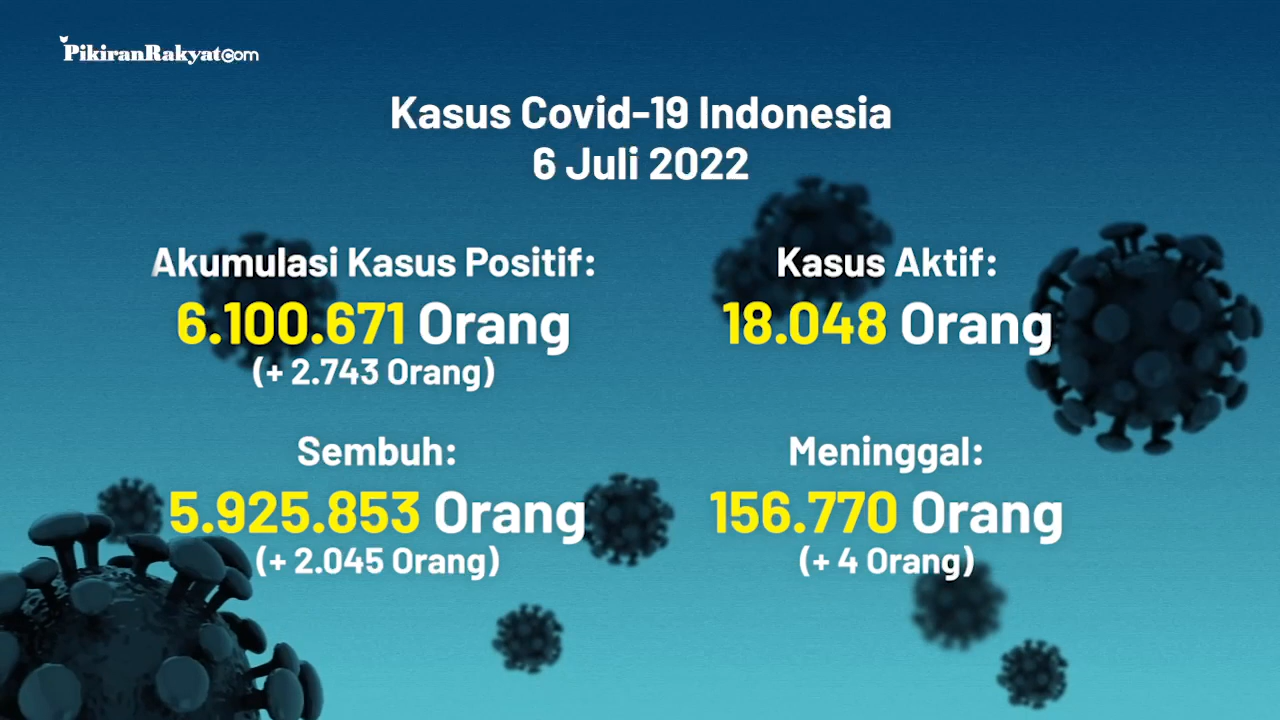 PikiranRakyat.com
Kasus Covid-19 Indonesia
6 Juli 2022
Akumulasi Kasus Positif:
6.100.671 Orang
(+ 2.743 Orang)
Kasus Aktif:
18.048 Orang
Sembuh:
5.925.853 Orang
(+ 2.045 Orang)
Meninggal:
156.770 Orang
(+ 4 Orang)